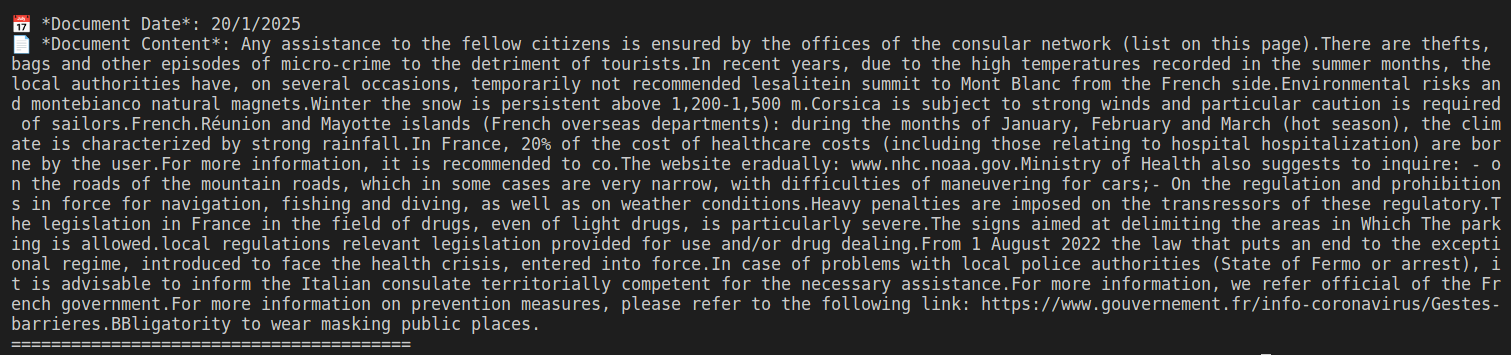 📅 *Document Date*: 20/1/2025
📄 *Document Content*: Any assistance to the fellow citizens is ensured by the offices of the consular network (list on this page).There are thefts,
bags and other episodes of micro-crime to the detriment of tourists.In recent years, due to the high temperatures recorded in the summer months, the
local authorities have, on several occasions, temporarily not recommended lesalitein summit to Mont Blanc from the French side.Environmental risks an
d montebianco natural magnets.Winter the snow is persistent above 1,200-1,500 m.Corsica is subject to strong winds and particular caution is required
 of sailors.French.Réunion and Mayotte islands (French overseas departments): during the months of January, February and March (hot season), the clim
ate is characterized by strong rainfall.In France, 20% of the cost of healthcare costs (including those relating to hospital hospitalization) are bor
ne by the user.For more information, it is recommended to co.The website eradually: www.nhc.noaa.gov.Ministry of Health also suggests to inquire: - o
n the roads of the mountain roads, which in some cases are very narrow, with difficulties of maneuvering for cars;- On the regulation and prohibition
s in force for navigation, fishing and diving, as well as on weather conditions.Heavy penalties are imposed on the transressors of these regulatory.T
he legislation in France in the field of drugs, even of light drugs, is particularly severe.The signs aimed at delimiting the areas in Which The park
ing is allowed.local regulations relevant legislation provided for use and/or drug dealing.From 1 August 2022 the law that puts an end to the excepti
onal regime, introduced to face the health crisis, entered into force.In case of problems with local police authorities (State of Fermo or arrest), i
t is advisable to inform the Italian consulate territorially competent for the necessary assistance.For more information, we refer official of the Fr
ench government.For more information on prevention measures, please refer to the following link: https://www.gouvernement.fr/info-coronavirus/Gestes-
barrieres.BBligatority to wear masking public places.
========================================